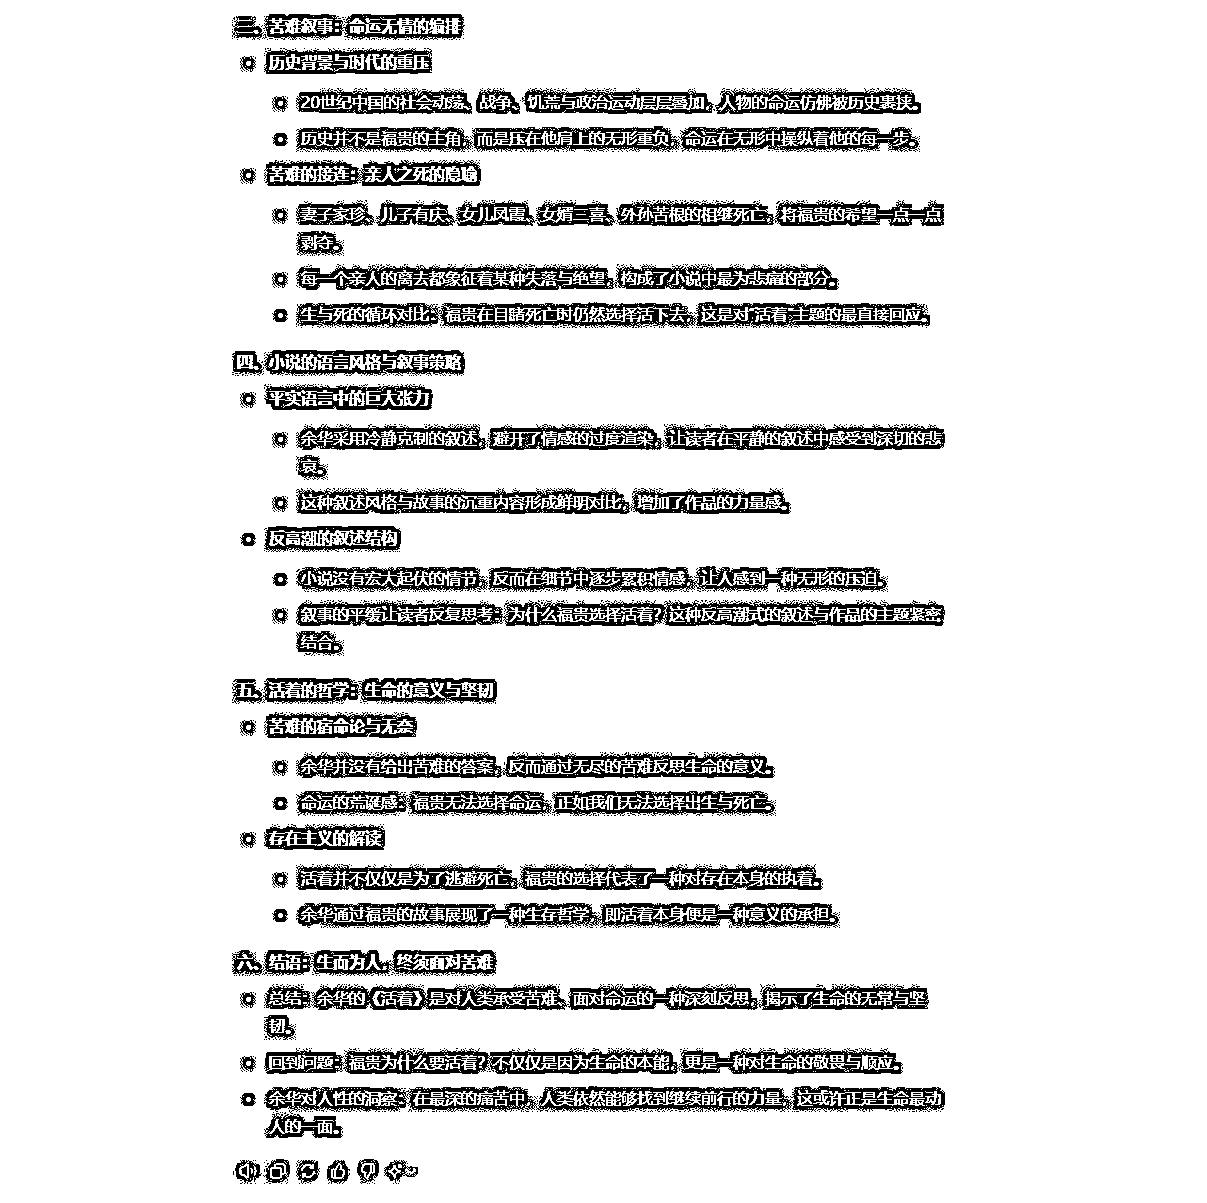 三、苦难叙事：命运无情的编排
历史背景与时代的重压
20世纪中国的社会动荡、战争、饥荒与政治运动层层叠加，人物的命运仿佛被历史裹挟。
历史并不是福贵的主角，而是压在他肩上的无形重负，命运在无形中操纵着他的每一步。
苦难的接连：亲人之死的隐喻
妻子家珍、儿子有庆、女儿凤霞、女婿二喜、外孙苦根的相继死亡，将福贵的希望一点一点
剥夺。
每一个亲人的离去都象征着某种失落与绝望，构成了小说中最为悲痛的部分。
生与死的循环对比：福贵在目睹死亡时仍然选择活下去，这是对“活着”主题的最直接回应。
四、小说的语言风格与叙事策略
平实语言中的巨大张力
余华采用冷静克制的叙述，避开了情感的过度渲染，让读者在平静的叙述中感受到深切的悲
哀。
这种叙述风格与故事的沉重内容形成鲜明对比，增加了作品的力量感。
反高潮的叙述结构
小说没有宏大起伏的情节，反而在细节中逐步累积情感，让人感到一种无形的压迫。
叙事的平缓让读者反复思考：为什么福贵选择活着？这种反高潮式的叙述与作品的主题紧密
结合。
五、活着的哲学：生命的意义与坚韧
苦难的宿命论与无奈
余华并没有给出苦难的答案，反而通过无尽的苦难反思生命的意义。
命运的荒诞感：福贵无法选择命运，正如我们无法选择出生与死亡。
存在主义的解读
活着并不仅仅是为了逃避死亡，福贵的选择代表了一种对存在本身的执着。
余华通过福贵的故事展现了一种生存哲学，即活着本身便是一种意义的承担。
六、结语：生而为人，终须面对苦难
总结：余华的《活着》是对人类承受苦难、面对命运的一种深刻反思，揭示了生命的无常与坚
韧。
回到问题：福贵为什么要活着？不仅仅是因为生命的本能，更是一种对生命的敬畏与顺应。
余华对人性的洞察：在最深的痛苦中，人类依然能够找到继续前行的力量，这或许正是生命最动
人的一面。